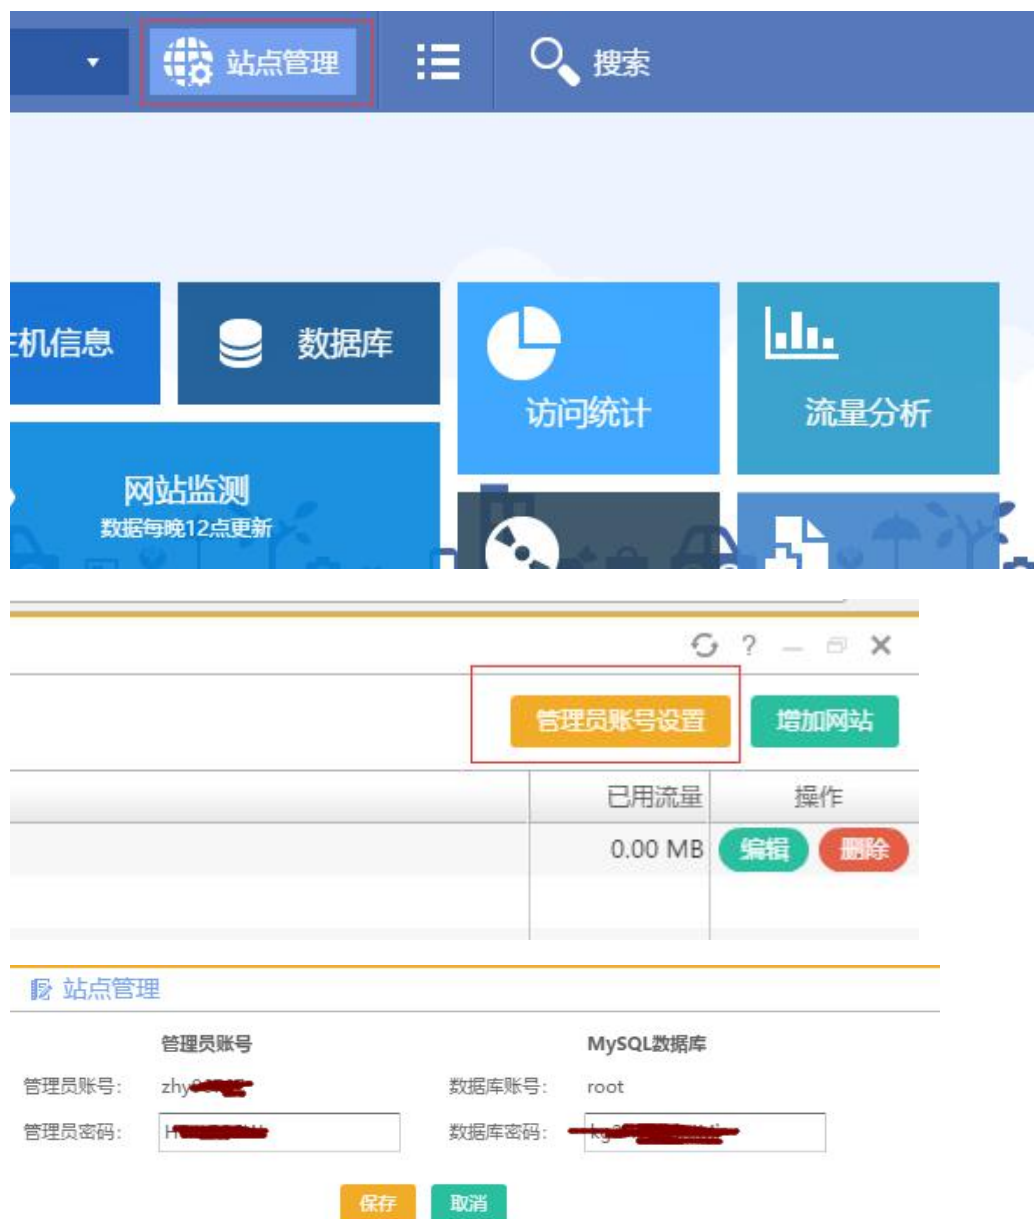 站点管理
搜索
机信息
数据库
访问统计
流量分析
网站监测
数据每晚12点更新
?
管理员账号设置
增加网站
已用流量
操作
0.00 MB
编辑
删除
站点管理
管理员账号
MySQL数据库
管理员账号:
zhy
数据库账号:
root
管理员密码:
H
数据库密码:
kg
保存
取消